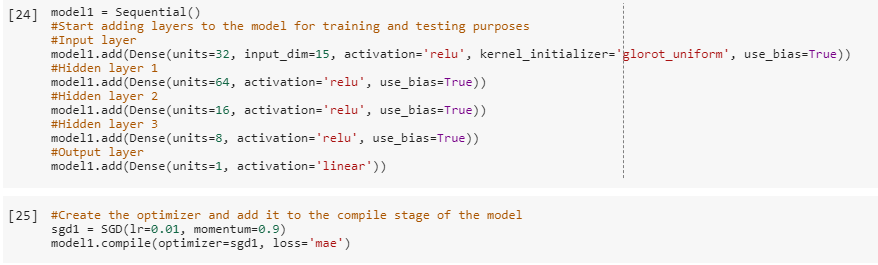 [24] model1 = Sequential()
#Start adding layers to the model for training and testing purposes
#Input layer
model1.add(Dense(units=32, input_dim=15, activation='relu', kernel_initializer='glorot_uniform', use_bias=True))
#Hidden layer 1
model1.add(Dense(units=64, activation='relu', use_bias=True))
#Hidden layer 2
model1.add(Dense(units=16, activation='relu', use_bias=True))
#Hidden layer 3
model1.add(Dense(units=8, activation='relu', use_bias=True))
#Output layer
model1.add(Dense(units=1, activation='linear'))
[25] #Create the optimizer and add it to the compile stage of the model
sgd1 = SGD(lr=0.01, momentum=0.9)
model1.compile(optimizer=sgd1, loss='mae')